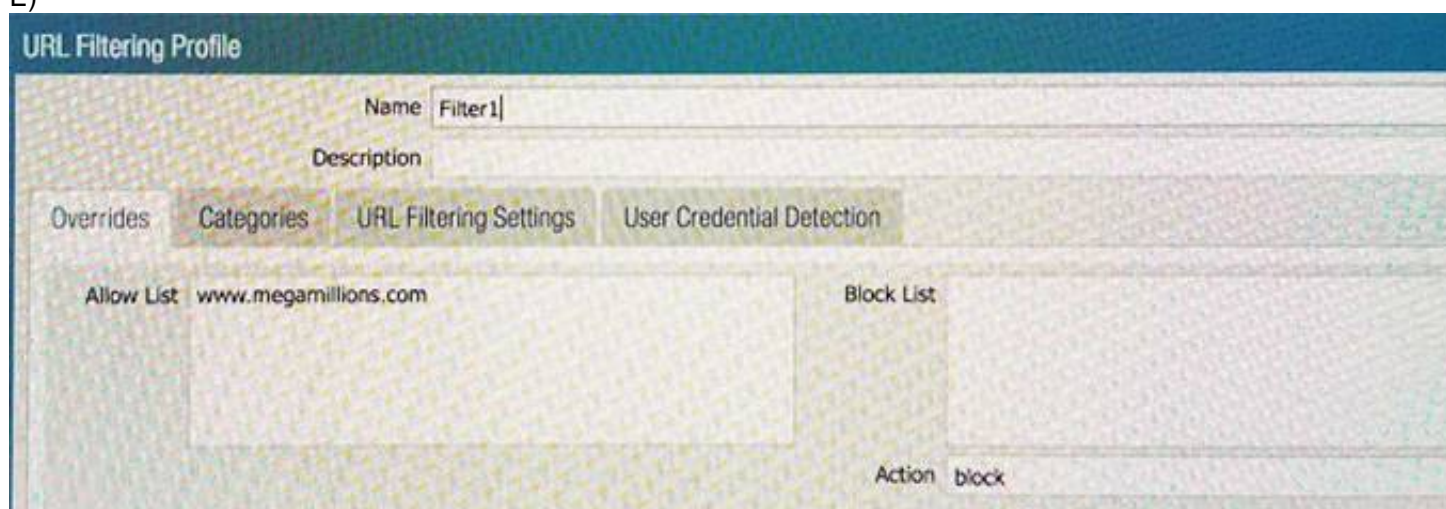 E)
URL Filtering Profile
Name Filter1
Description
Overrides Categories URL Filtering Settings User Credential Detection
Allow List www.megamillions.com Block List
Action block